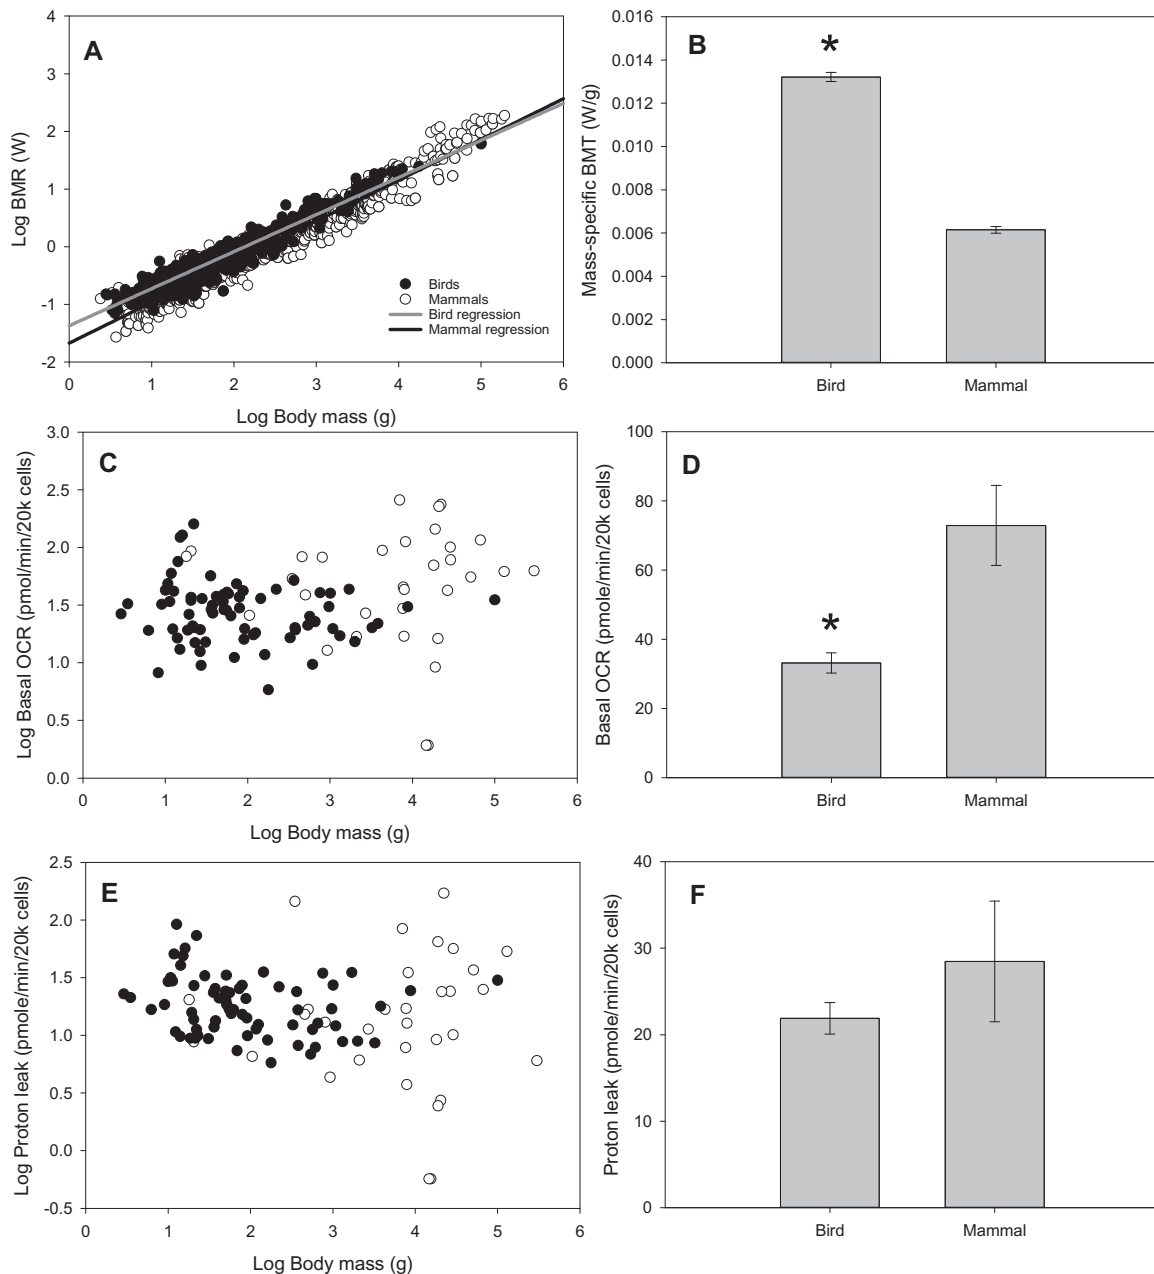 A
Log BMR (W)
4
3
2
1
0
-1
-2
Birds
Mammals
Bird regression
Mammal regression
0 1 2 3 4 5 6
Log Body mass (g)
B
*
Mass-specific BMT (W/g)
0.016
0.014
0.012
0.010
0.008
0.006
0.004
0.002
0.000
Bird Mammal
C
Log Basal OCR (pmol/min/20k cells)
3.0
2.5
2.0
1.5
1.0
0.5
0.0
0 1 2 3 4 5 6
Log Body mass (g)
D
*
Basal OCR (pmole/min/20k cells)
100
80
60
40
20
0
Bird Mammal
E
Log Proton leak (pmole/min/20k cells)
2.5
2.0
1.5
1.0
0.5
0.0
-0.5
0 1 2 3 4 5 6
Log Body mass (g)
F
Proton leak (pmole/min/20k cells)
40
30
20
10
0
Bird Mammal